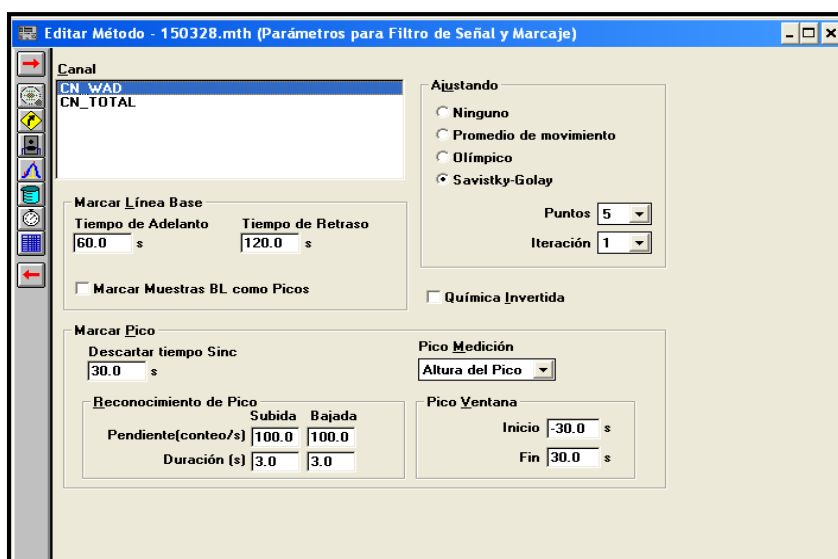 Editar Método - 150328.mth (Parámetros para Filtro de Señal y Marcaje)
Canal
CN_WAD
CN_TOTAL
Ajustando
Ninguno
Promedio de movimiento
Olímpico
Savistky-Golay
Puntos 5
Iteración 1
Marcar Línea Base
Tiempo de Adelanto Tiempo de Retraso
60.0 s 120.0 s
Marcar Muestras BL como Picos
Química Invertida
Marcar Pico
Descartar tiempo Sinc
30.0 s
Pico Medición
Altura del Pico
Reconocimiento de Pico
Subida Bajada
Pendiente(conteo/s) 100.0 100.0
Duración (s) 3.0 3.0
Pico Ventana
Inicio -30.0 s
Fin 30.0 s